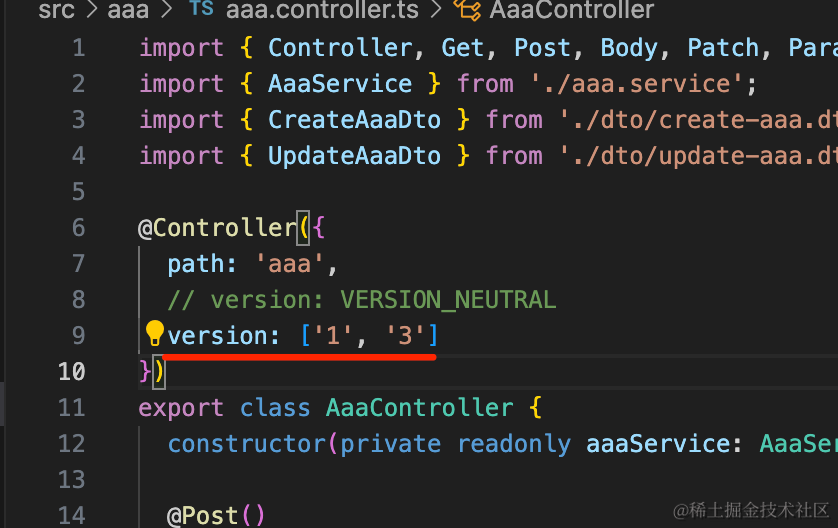 src > aaa > TS aaa.controller.ts > AaaController
1 import { Controller, Get, Post, Body, Patch, Para
2 import { AaaService } from './aaa.service';
3 import { CreateAaaDto } from './dto/create-aaa.dt
4 import { UpdateAaaDto } from './dto/update-aaa.dt
5
6 @Controller({
7 path: 'aaa',
8 // version: VERSION_NEUTRAL
9 version: ['1', '3']
10 })
11 export class AaaController {
12 constructor(private readonly aaaService: AaaSer
13
14 @Post()
@稀土掘金技术社区